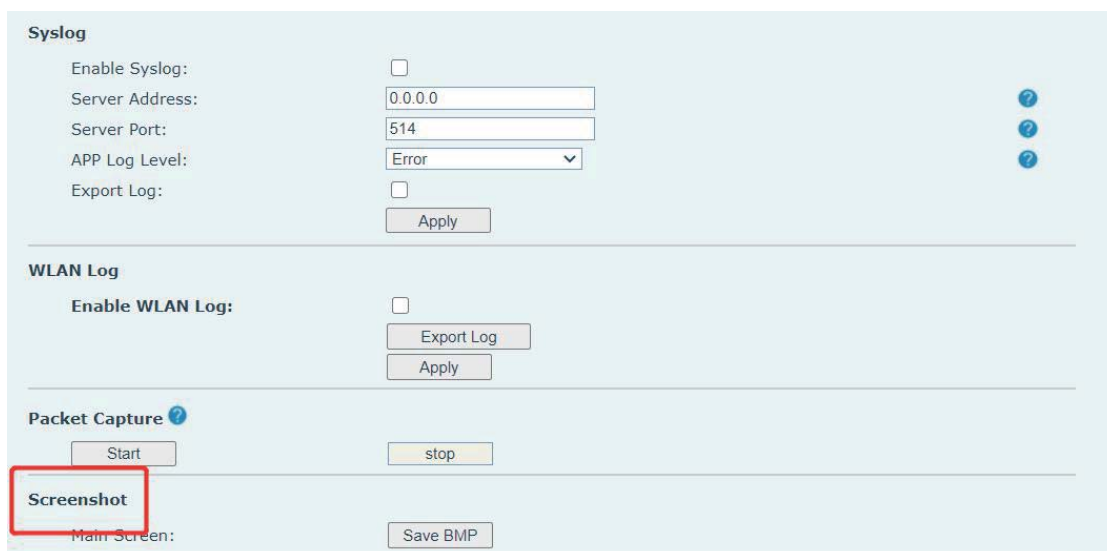 Syslog
Enable Syslog:
Server Address: 0.0.0.0 ?
Server Port: 514 ?
APP Log Level: Error ?
Export Log:
Apply
WLAN Log
Enable WLAN Log:
Export Log
Apply
Packet Capture ?
Start stop
Screenshot
Main Screen: Save BMP